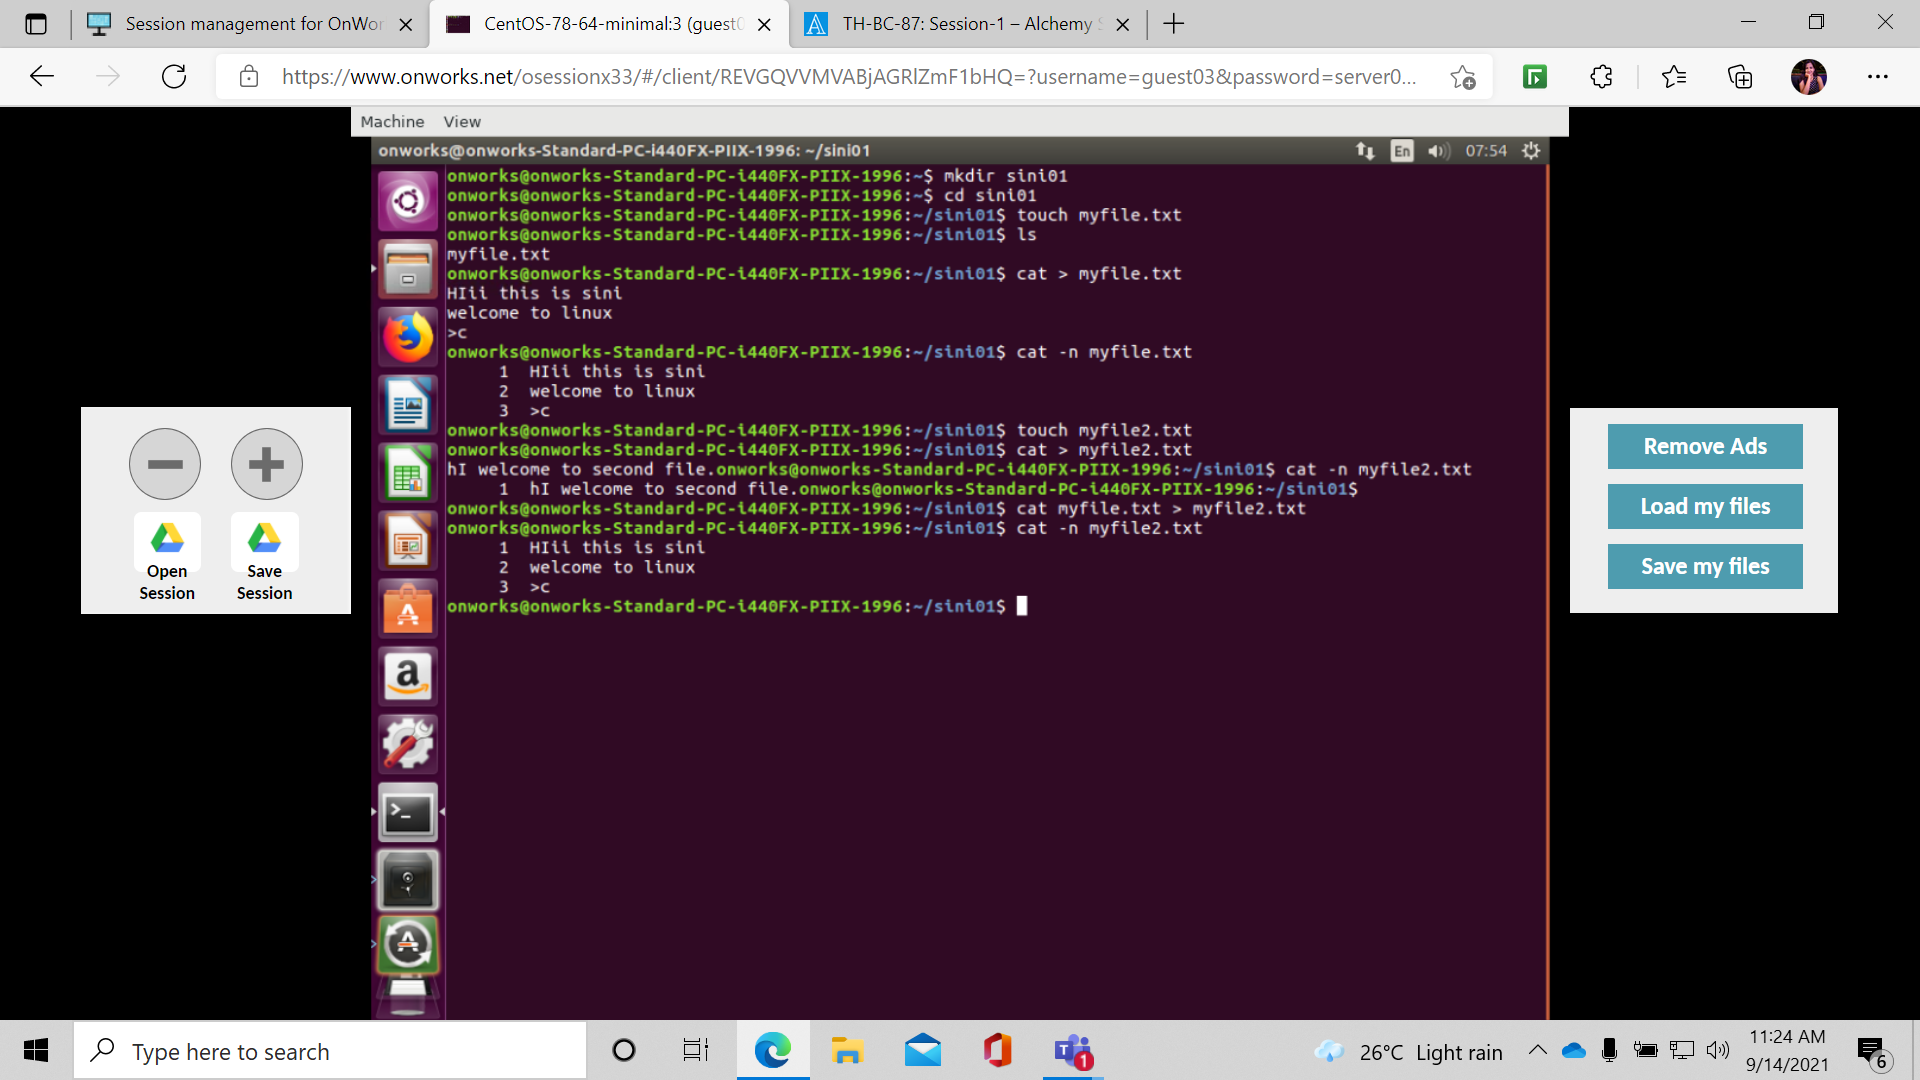 Session management for OnWor
CentOS-78-64-minimal:3 (guest0
TH-BC-87: Session-1 – Alchemy S
https://www.onworks.net/osessionx33/#/client/REVGQVVMVABjAGRlZmF1bHQ=?username=guest03&password=server0...
Machine View
onworks@onworks-Standard-PC-i440FX-PIIX-1996: ~/sini01
En 07:54
onworks@onworks-Standard-PC-i440FX-PIIX-1996:~$ mkdir sini01
onworks@onworks-Standard-PC-i440FX-PIIX-1996:~$ cd sini01
onworks@onworks-Standard-PC-i440FX-PIIX-1996:~/sini01$ touch myfile.txt
onworks@onworks-Standard-PC-i440FX-PIIX-1996:~/sini01$ ls
myfile.txt
onworks@onworks-Standard-PC-i440FX-PIIX-1996:~/sini01$ cat > myfile.txt
HIii this is sini
welcome to linux
>c
onworks@onworks-Standard-PC-i440FX-PIIX-1996:~/sini01$ cat -n myfile.txt
1 HIii this is sini
2 welcome to linux
3 >c
onworks@onworks-Standard-PC-i440FX-PIIX-1996:~/sini01$ touch myfile2.txt
onworks@onworks-Standard-PC-i440FX-PIIX-1996:~/sini01$ cat > myfile2.txt
hI welcome to second file.onworks@onworks-Standard-PC-i440FX-PIIX-1996:~/sini01$ cat -n myfile2.txt
1 hI welcome to second file.onworks@onworks-Standard-PC-i440FX-PIIX-1996:~/sini01$
onworks@onworks-Standard-PC-i440FX-PIIX-1996:~/sini01$ cat myfile.txt > myfile2.txt
onworks@onworks-Standard-PC-i440FX-PIIX-1996:~/sini01$ cat -n myfile2.txt
1 HIii this is sini
2 welcome to linux
3 >c
onworks@onworks-Standard-PC-i440FX-PIIX-1996:~/sini01$
Open Session
Save Session
Remove Ads
Load my files
Save my files
Type here to search
1
26°C Light rain
11:24 AM
9/14/2021
6